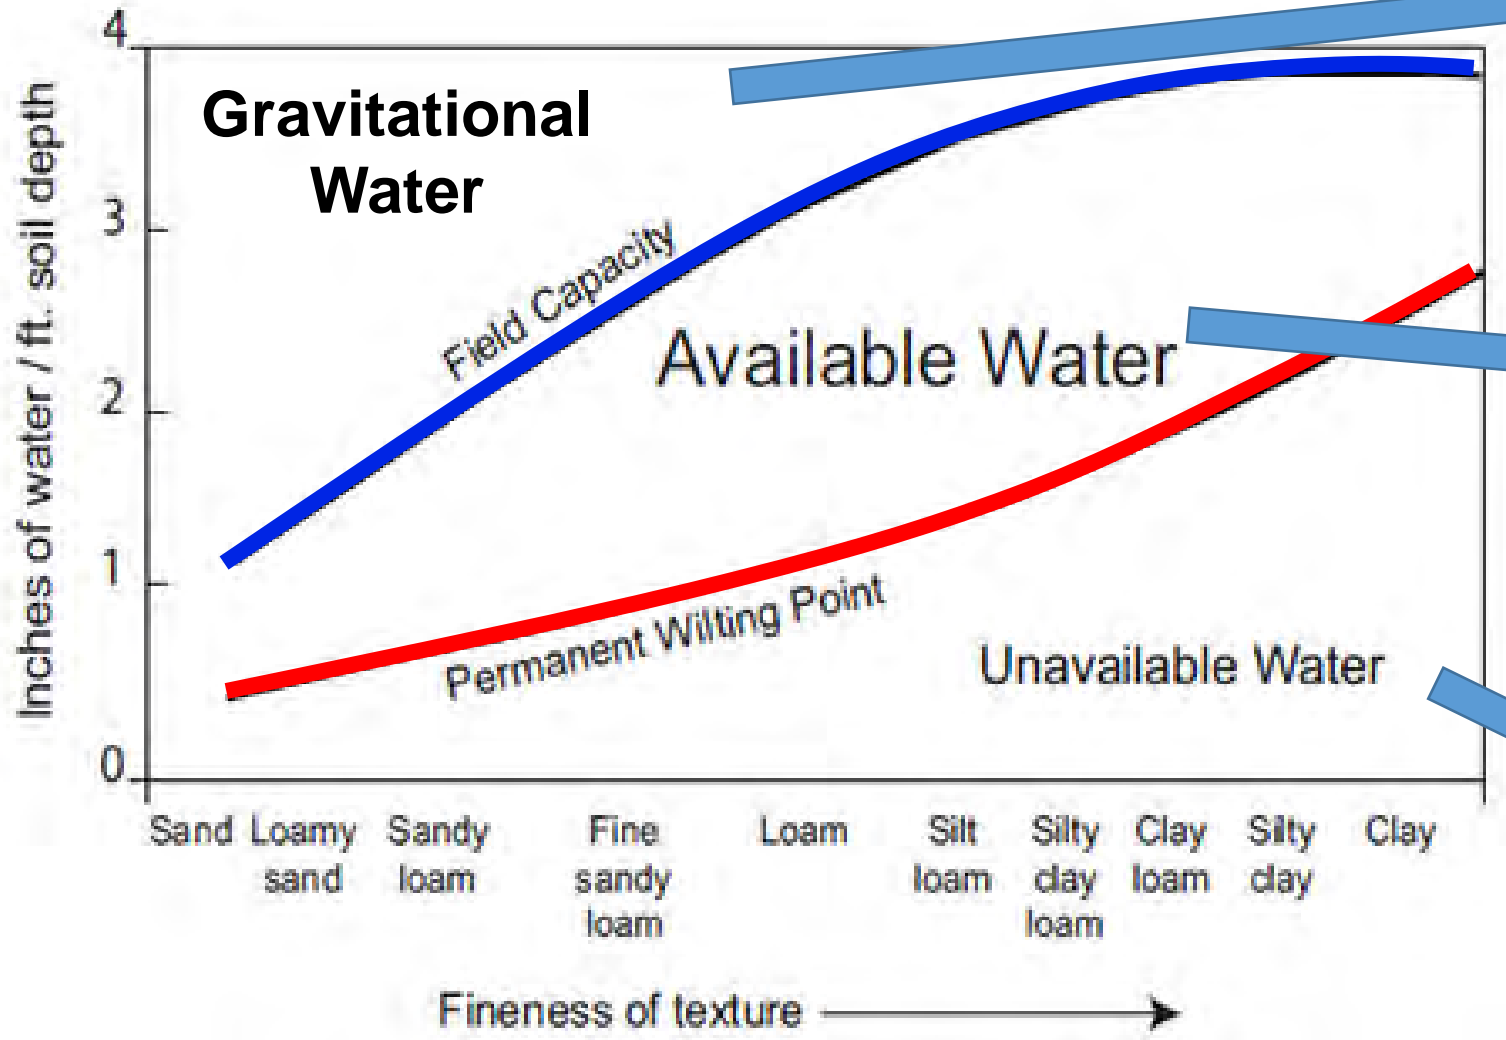 4
3
2
1
0
Inches of water / ft. soil depth
Gravitational
Water
Field Capacity
Available Water
Permanent Wilting Point
Unavailable Water
Sand
Loamy
sand
Sandy
loam
Fine
sandy
loam
Loam
Silt
loam
Silty
clay
loam
Clay
loam
Silty
clay
Clay
Fineness of texture